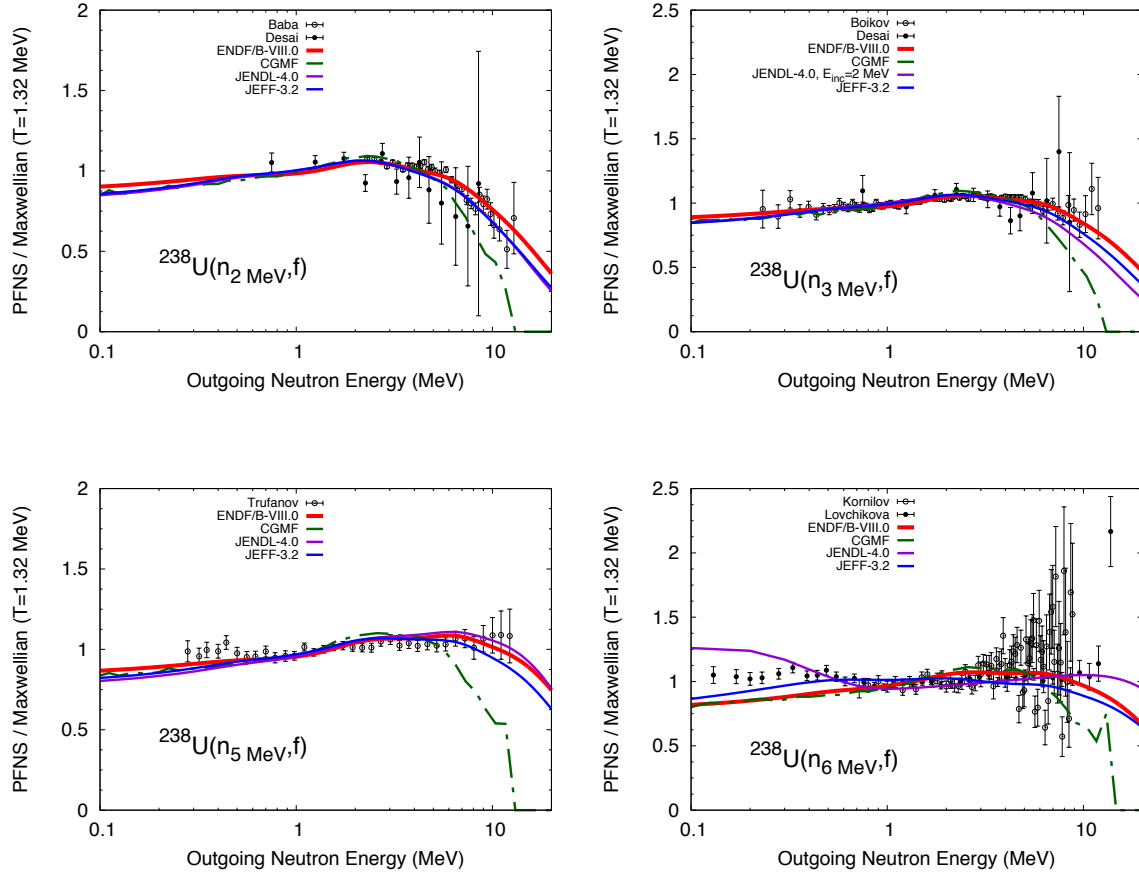 PFNS / Maxwellian (T=1.32 MeV)
2
1.5
1
0.5
0
Baba
Desai
ENDF/B-VIII.0
CGMF
JENDL-4.0
JEFF-3.2
²³⁸U(n₂ MeV,f)
0.1 1 10
Outgoing Neutron Energy (MeV)
PFNS / Maxwellian (T=1.32 MeV)
2.5
2
1.5
1
0.5
0
Boikov
Desai
ENDF/B-VIII.0
CGMF
JENDL-4.0, E_inc=2 MeV
JEFF-3.2
²³⁸U(n₃ MeV,f)
0.1 1 10
Outgoing Neutron Energy (MeV)
PFNS / Maxwellian (T=1.32 MeV)
2
1.5
1
0.5
0
Trufanov
ENDF/B-VIII.0
CGMF
JENDL-4.0
JEFF-3.2
²³⁸U(n₅ MeV,f)
0.1 1 10
Outgoing Neutron Energy (MeV)
PFNS / Maxwellian (T=1.32 MeV)
2.5
2
1.5
1
0.5
0
Kornilov
Lovchikova
ENDF/B-VIII.0
CGMF
JENDL-4.0
JEFF-3.2
²³⁸U(n₆ MeV,f)
0.1 1 10
Outgoing Neutron Energy (MeV)